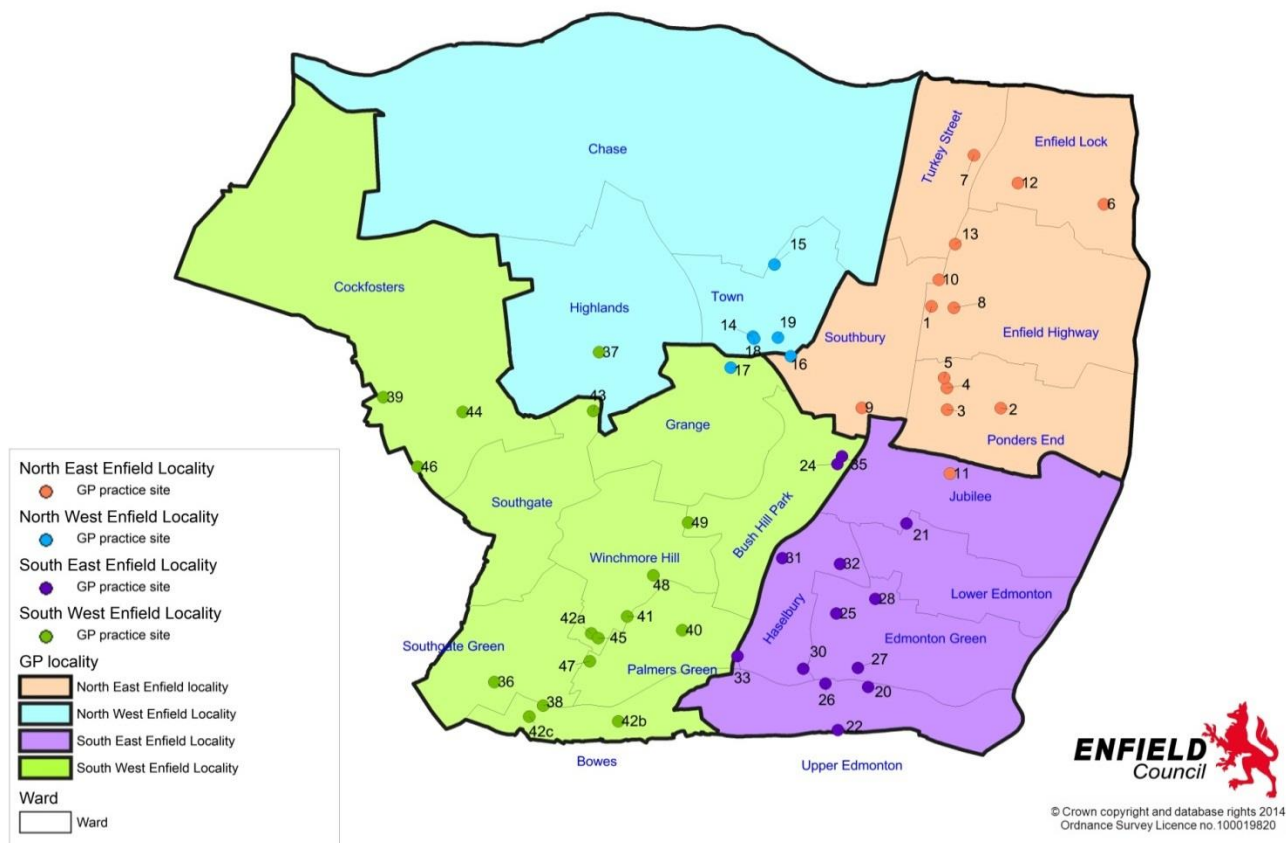 Chase
Turkey Street
Enfield Lock
7
12
6
13
15
10
Cockfosters
Town
Highlands
14
19
8
1
Enfield Highway
Southbury
18
16
37
17
5
4
39
43
9
3
2
44
Grange
Ponders End
46
24
35
11
Jubilee
Southgate
Bush Hill Park
49
21
Winchmore Hill
31
32
48
Lower Edmonton
28
Haselbury
25
42a
41
45
40
Edmonton Green
Southgate Green
47
Palmers Green
30
27
33
36
26
20
38
42c
42b
22
Bowes
Upper Edmonton
North East Enfield Locality
GP practice site
North West Enfield Locality
GP practice site
South East Enfield Locality
GP practice site
South West Enfield Locality
GP practice site
GP locality
North East Enfield locality
North West Enfield Locality
South East Enfield Locality
South West Enfield Locality
Ward
Ward
ENFIELD
Council
© Crown copyright and database rights 2014
Ordnance Survey Licence no.100019820